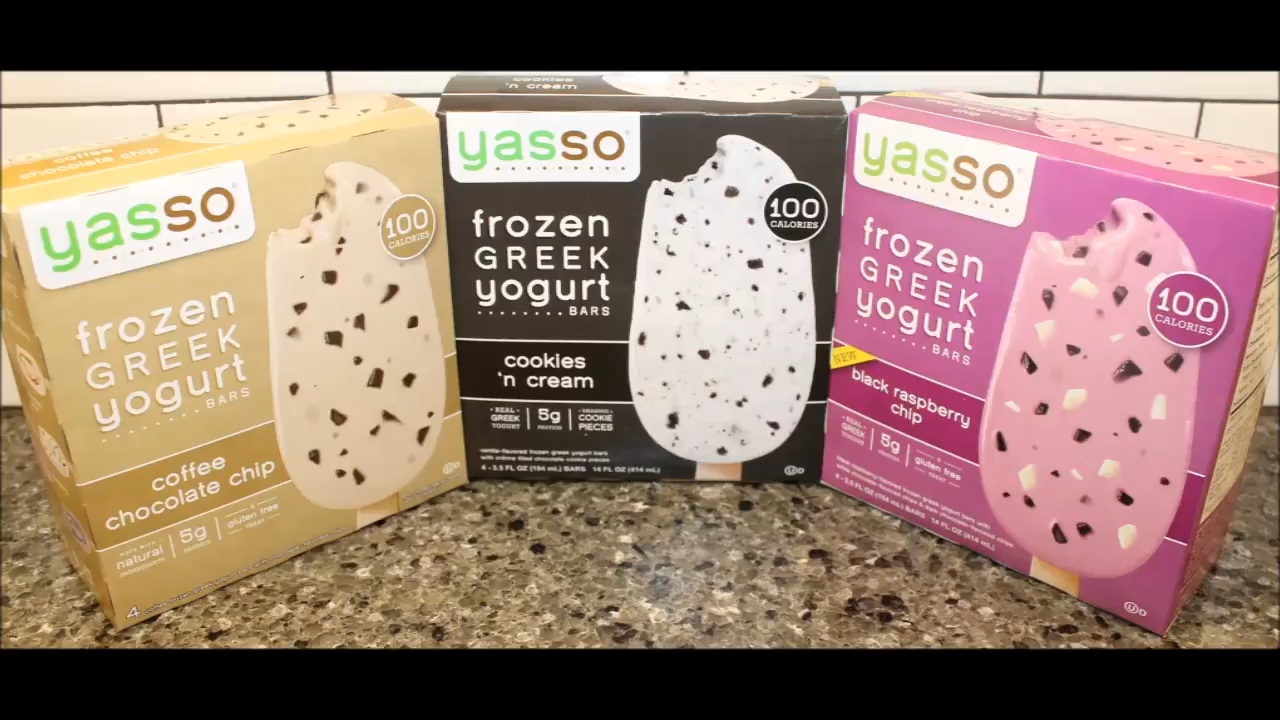 coffee
chocolate chip
yasso
100
CALORIES
frozen
GREEK
yogurt
BARS
coffee
chocolate chip
natural
5g
PROTEIN
gluten free
TREAT
4
cookies
'n cream
yasso
100
CALORIES
frozen
GREEK
yogurt
BARS
cookies
'n cream
REAL
GREEK
YOGURT
5g
PROTEIN
COOKIE
PIECES
vanilla-flavored frozen greek yogurt bars
with crème filled chocolate cookie pieces
4 - 3.5 FL OZ (104 mL) BARS 14 FL OZ (414 mL)
UD
black raspberry
chip
yasso
100
CALORIES
frozen
GREEK
yogurt
BARS
NEW
black raspberry
chip
REAL
GREEK
YOGURT
5g
PROTEIN
gluten free
TREAT
4 - 3.5 FL OZ (104 mL) BARS 14 FL OZ (414 mL)
UD